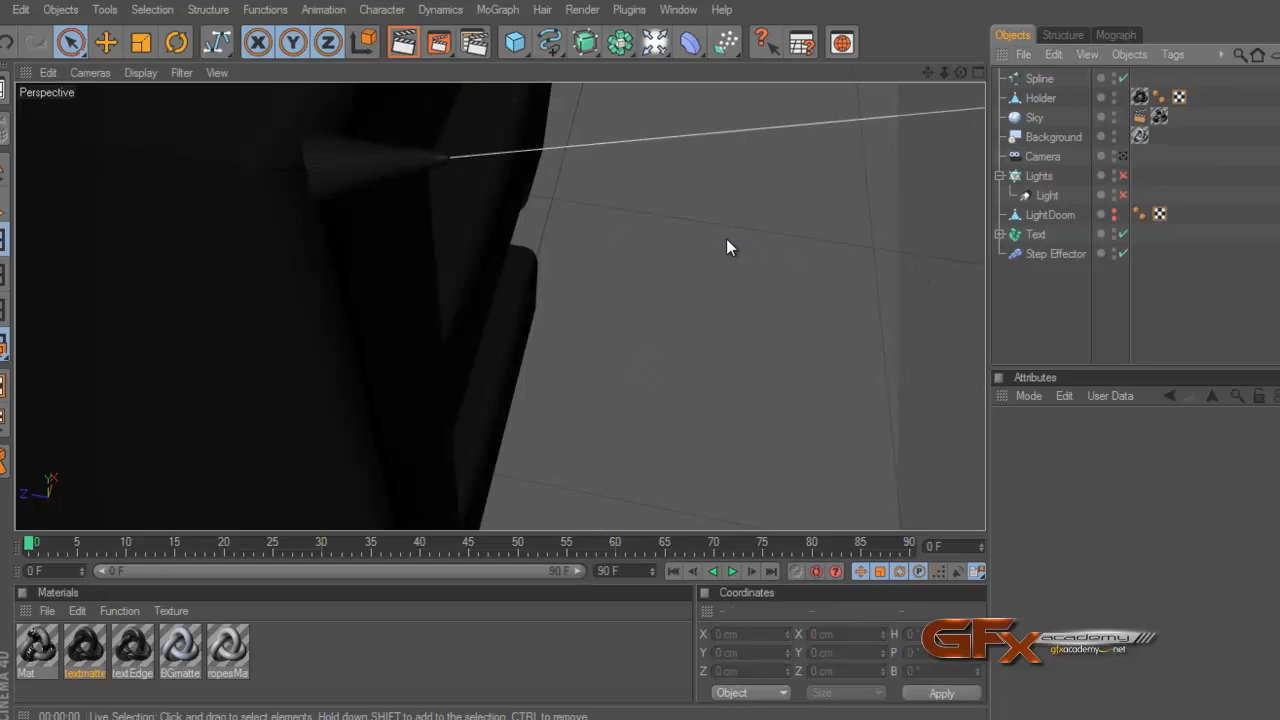 Edit Objects Tools Selection Structure Functions Animation Character Dynamics MoGraph Hair Render Plugins Window Help
Edit Cameras Display Filter View
Perspective
Objects Structure Mograph
File Edit View Objects Tags
Spline
Holder
Sky
Background
Camera
Lights
Light
LightDoom
Text
Step Effector
Attributes
Mode Edit User Data
0 5 10 15 20 25 30 35 40 45 50 55 60 65 70 75 80 85 90 0 F
0 F 0 F 90 F 90 F
Materials
File Edit Function Texture
Mat textmatte textEdge BGmatte ropesMa
Coordinates
X 0 cm X 0 cm H 0
Y 0 cm Y 0 cm P 0 °
Z 0 cm Z 0 cm B 0 °
Object Size Apply
GFx academy
gfxacademy.net
CINEMA 4D
00:00:00 Live Selection: Click and drag to select elements. Hold down SHIFT to add to the selection, CTRL to remove.